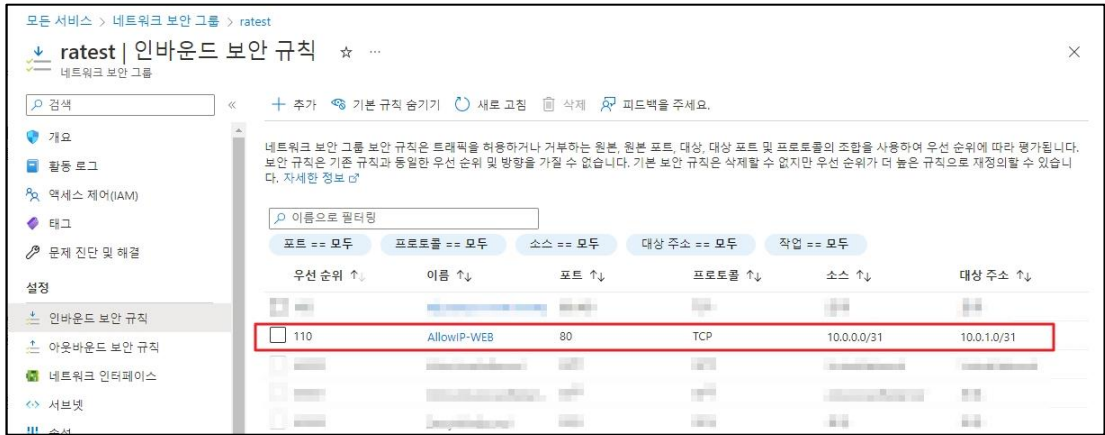 모든 서비스 > 네트워크 보안 그룹 > ratest
ratest | 인바운드 보안 규칙 ☆ ···
네트워크 보안 그룹
검색
개요
활동 로그
액세스 제어(IAM)
태그
문제 진단 및 해결
설정
인바운드 보안 규칙
아웃바운드 보안 규칙
네트워크 인터페이스
서브넷
속성
+ 추가 기본 규칙 숨기기 새로 고침 삭제 피드백을 주세요.
네트워크 보안 그룹 보안 규칙은 트래픽을 허용하거나 거부하는 원본, 원본 포트, 대상, 대상 포트 및 프로토콜의 조합을 사용하여 우선 순위에 따라 평가됩니다.
보안 규칙은 기존 규칙과 동일한 우선 순위 및 방향을 가질 수 없습니다. 기본 보안 규칙은 삭제할 수 없지만 우선 순위가 더 높은 규칙으로 재정의할 수 있습니
다. 자세한 정보
이름으로 필터링
포트 == 모두 프로토콜 == 모두 소스 == 모두 대상 주소 == 모두 작업 == 모두
우선 순위 ↑↓ 이름 ↑↓ 포트 ↑↓ 프로토콜 ↑↓ 소스 ↑↓ 대상 주소 ↑↓
110 AllowIP-WEB 80 TCP 10.0.0.0/31 10.0.1.0/31